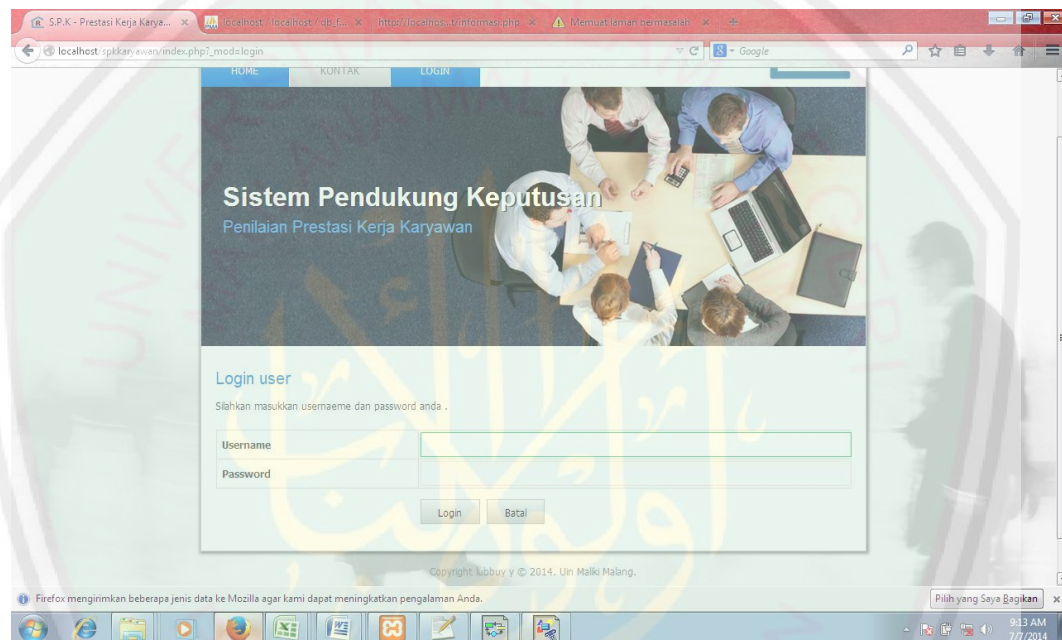 S.P.K - Prestasi Kerja Karya...
localhost / localhost / db_f...
http://localhos...t/informasi.php
Memuat laman bermasalah
localhost/spkkaryawan/index.php?_mod=login
Google
HOME
KONTAK
LOGIN
Sistem Pendukung Keputusan
Penilaian Prestasi Kerja Karyawan
Login user
Silahkan masukkan usernaeme dan password anda .
Username
Password
Login
Batal
Copyright lubbuy y © 2014. Uin Maliki Malang.
Firefox mengirimkan beberapa jenis data ke Mozilla agar kami dapat meningkatkan pengalaman Anda.
Pilih yang Saya Bagikan
9:13 AM
7/7/2014